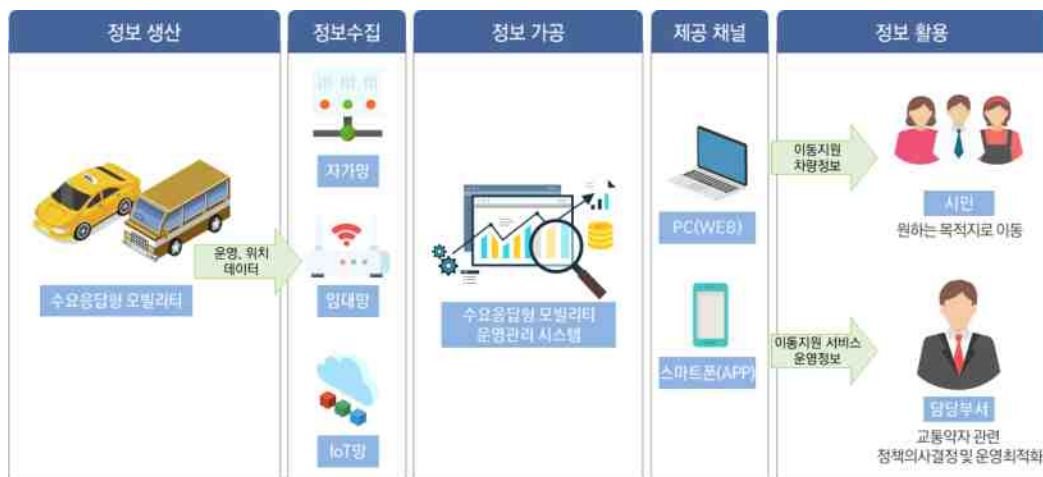 정보 생산
정보수집
정보 가공
제공 채널
정보 활용
수요응답형 모빌리티
운영, 위치
데이터
자가망
임대망
IoT망
수요응답형 모빌리티
운영관리 시스템
PC(WEB)
스마트폰(APP)
이동지원
차량정보
이동지원 서비스
운영정보
시민
원하는 목적지로 이동
담당부서
교통약자 관련
정책의사결정 및 운영최적화